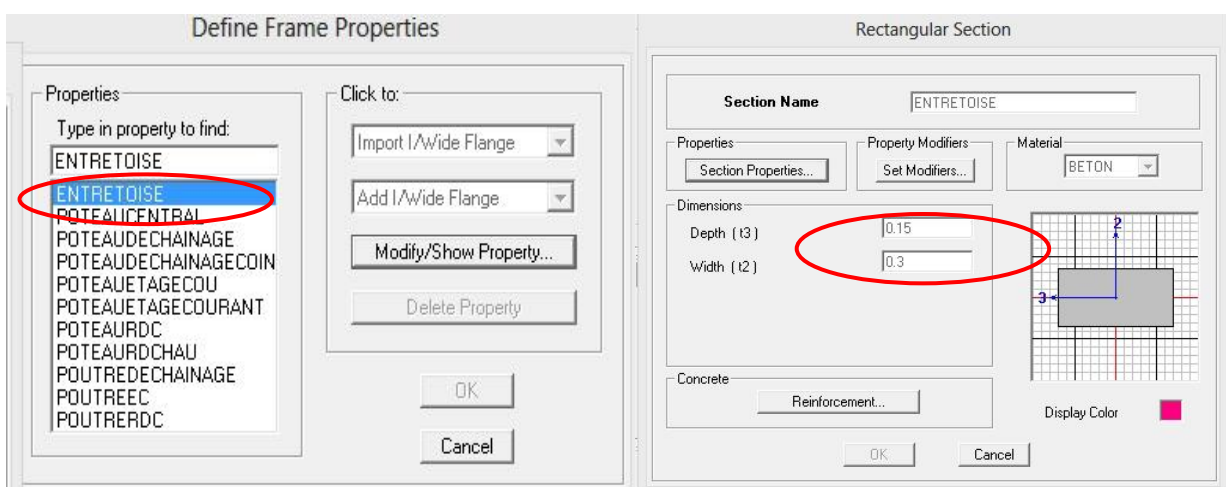 Define Frame Properties
Properties
Type in property to find:
ENTRETOISE
ENTRETOISE
POTEAUCENTRAL
POTEAUDECHAINAGE
POTEAUDECHAINAGECOIN
POTEAUETAGECOU
POTEAUETAGECOURANT
POTEAURDC
POTEAURDCHAU
POUTREDECHAINAGE
POUTREEC
POUTRERDC
Click to:
Import I/Wide Flange
Add I/Wide Flange
Modify/Show Property...
Delete Property
OK
Cancel
Rectangular Section
Section Name ENTRETOISE
Properties
Section Properties...
Property Modifiers
Set Modifiers...
Material
BETON
Dimensions
Depth ( t3 ) 0.15
Width ( t2 ) 0.3
2
3
Concrete
Reinforcement...
Display Color
OK
Cancel